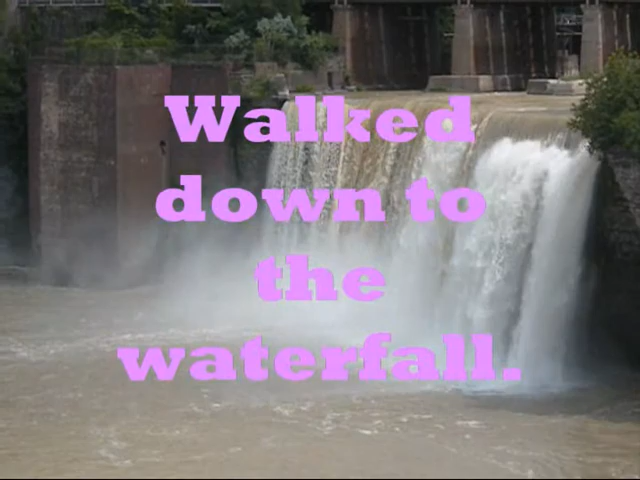 Walked
down to
the
waterfall.